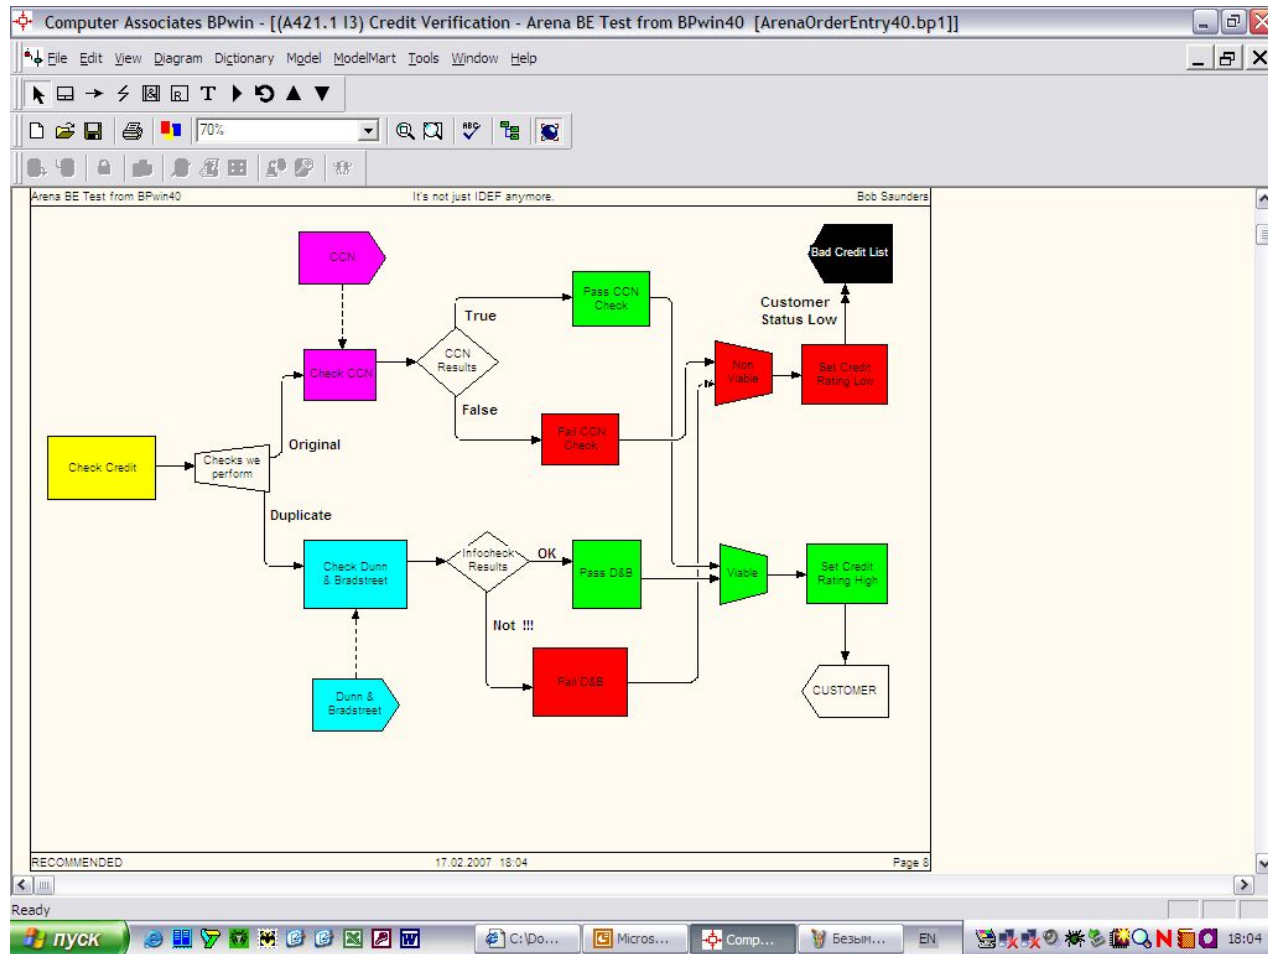 Computer Associates BPwin - [(A421.1 I3) Credit Verification - Arena BE Test from BPwin40 [ArenaOrderEntry40.bp1]]
File Edit View Diagram Dictionary Model ModelMart Tools Window Help
R T
70%
ABC
Arena BE Test from BPwin40 It's not just IDEF anymore. Bob Saunders
CCN
Bad Credit List
Pass CCN
Check
Customer
Status Low
True
CCN
Results
Check CCN
Non
Viable
Set Credit
Rating Low
False
Fail CCN
Check
Original
Check Credit
Checks we
perform
Duplicate
Check Dunn
& Bradstreet
Infocheck
Results
OK
Pass D&B
Viable
Set Credit
Rating High
Not !!!
Fail D&B
Dunn &
Bradstreet
CUSTOMER
RECOMMENDED 17.02.2007 18:04 Page 8
Ready
пуск C:\Do... Micros... Comp... Безым... EN 18:04